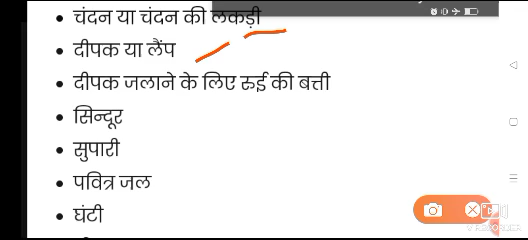 चंदन या चंदन की लकड़ी
दीपक या लैंप
दीपक जलाने के लिए रुई की बत्ती
सिन्दूर
सुपारी
पवित्र जल
घंटी